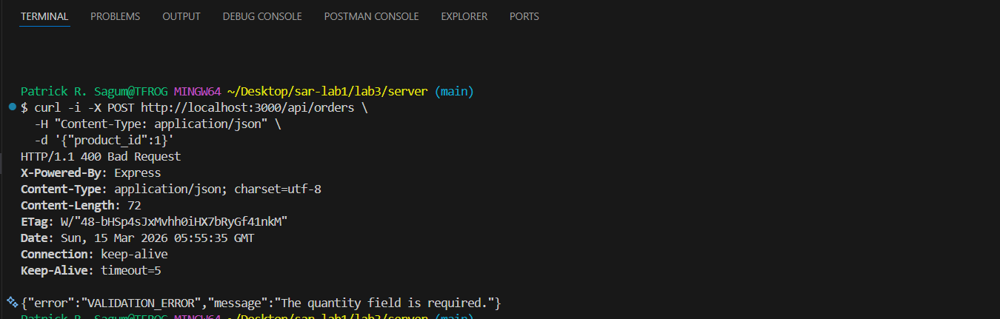 TERMINAL PROBLEMS OUTPUT DEBUG CONSOLE POSTMAN CONSOLE EXPLORER PORTS
Patrick R. Sagum@TFROG MINGW64 ~/Desktop/sar-lab1/lab3/server (main)
$ curl -i -X POST http://localhost:3000/api/orders \
-H "Content-Type: application/json" \
-d '{"product_id":1}'
HTTP/1.1 400 Bad Request
X-Powered-By: Express
Content-Type: application/json; charset=utf-8
Content-Length: 72
ETag: W/"48-bHSp4sJxMvhh0iHX7bRyGf41nkM"
Date: Sun, 15 Mar 2026 05:55:35 GMT
Connection: keep-alive
Keep-Alive: timeout=5
{"error":"VALIDATION_ERROR","message":"The quantity field is required."}
Patrick R. Sagum@TFROG MINGW64 ~/Desktop/sar-lab1/lab3/server (main)